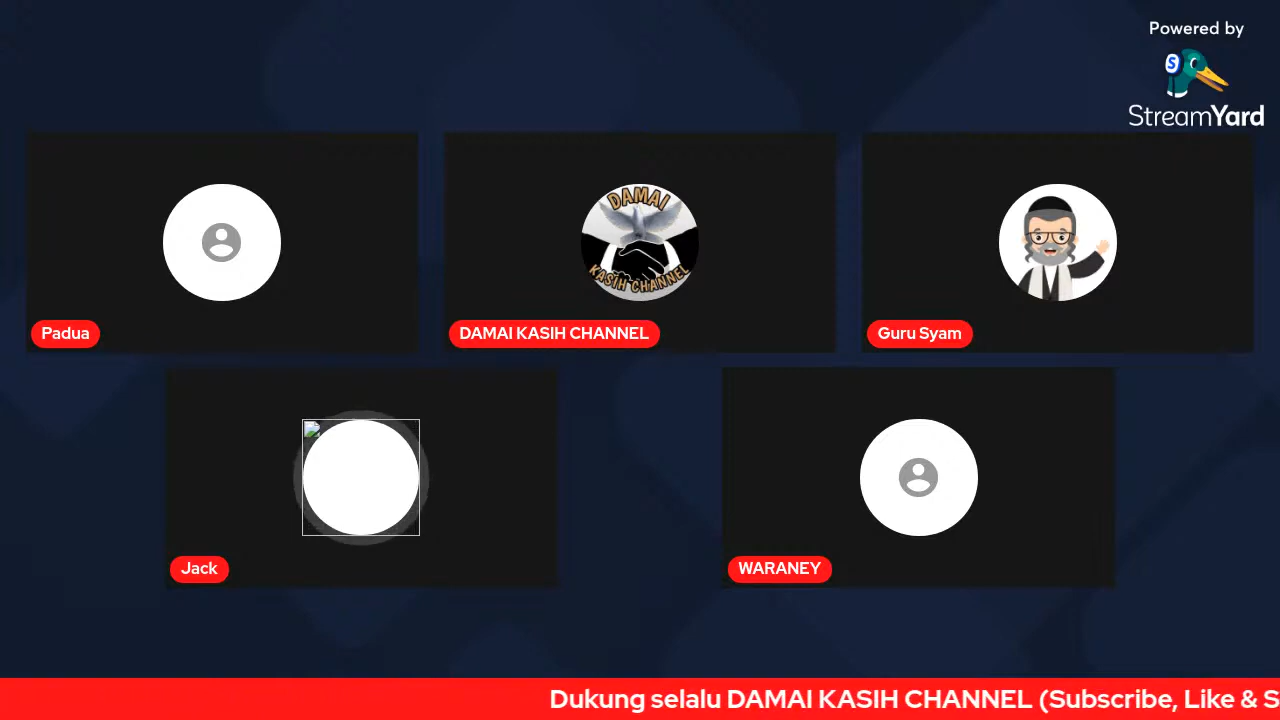 Powered by
S
StreamYard
DAMAI
KASIH CHANNEL
Padua
DAMAI KASIH CHANNEL
Guru Syam
Jack
WARANEY
Dukung selalu DAMAI KASIH CHANNEL (Subscribe, Like & S